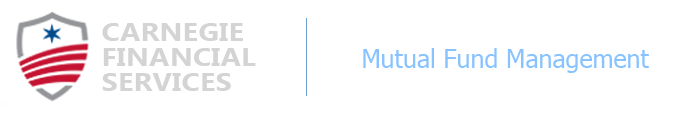 CARNEGIE
FINANCIAL
SERVICES
Mutual Fund Management